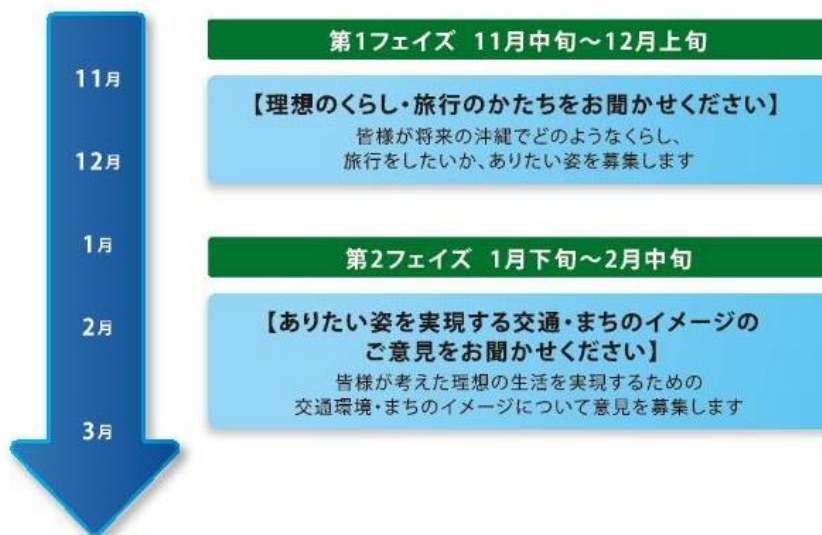 11月
12月
1月
2月
3月
第1フェイズ 11月中旬～12月上旬
【理想のくらし・旅行のかたちをお聞かせください】
皆様が将来の沖縄でどのようなくらし、
旅行をしたいか、ありたい姿を募集します
第2フェイズ 1月下旬～2月中旬
【ありたい姿を実現する交通・まちのイメージの
ご意見をお聞かせください】
皆様が考えた理想の生活を実現するための
交通環境・まちのイメージについて意見を募集します